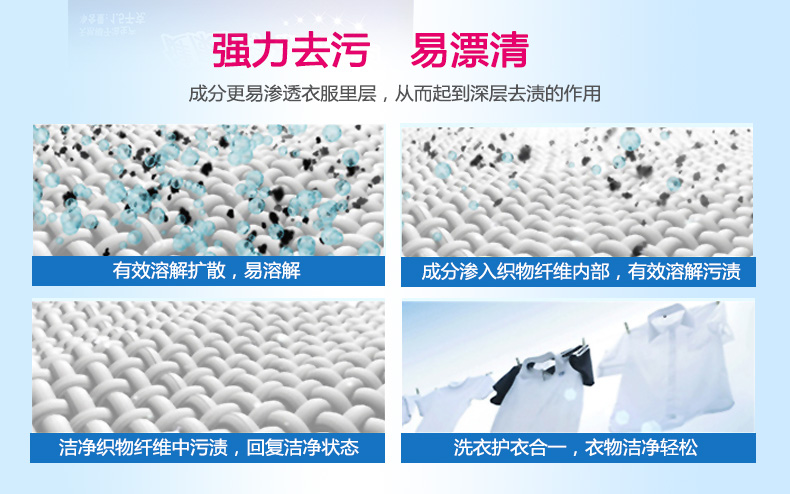 强力去污 易漂清
成分更易渗透衣服里层，从而起到深层去渍的作用
有效溶解扩散，易溶解
成分渗入织物纤维内部，有效溶解污渍
洁净织物纤维中污渍，回复洁净状态
洗衣护衣合一，衣物洁净轻松